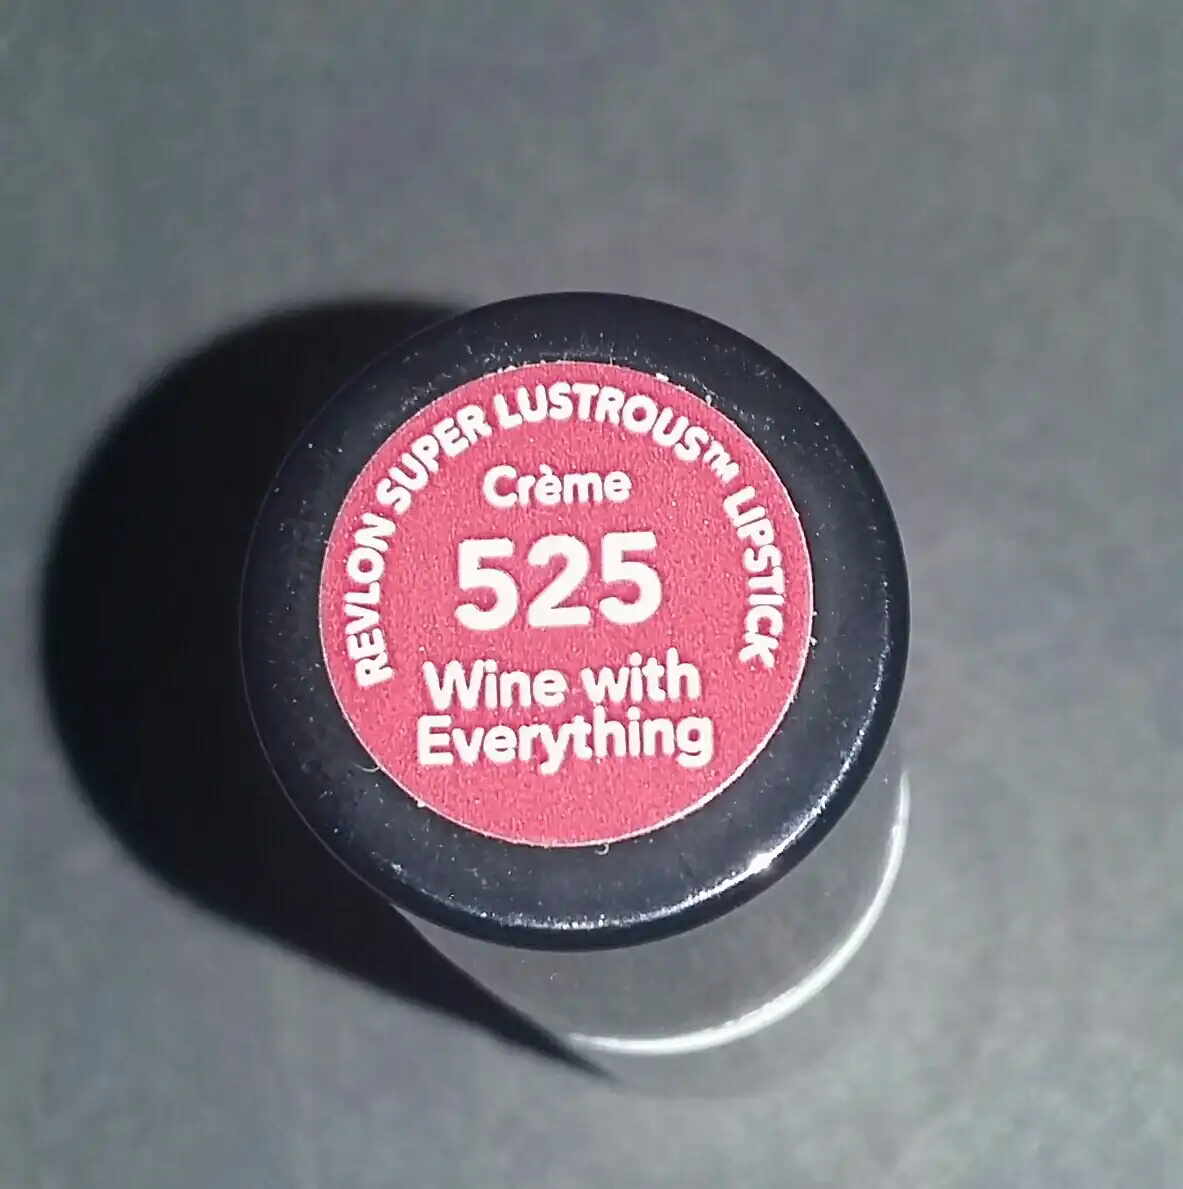 REVLON SUPER LUSTROUS™ LIPSTICK
Crème
525
Wine with
Everything